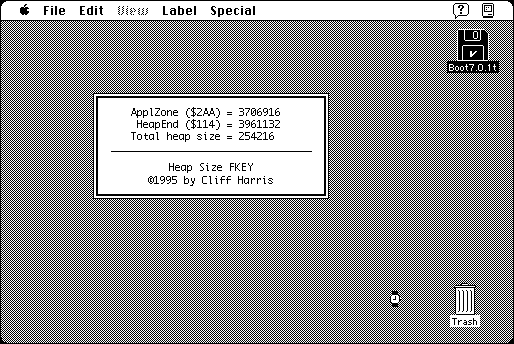 File Edit View Label Special
Boot7.0.1†
ApplZone ($2AA) = 3706916
HeapEnd ($114) = 3961132
Total heap size = 254216
Heap Size FKEY
©1995 by Cliff Harris
Trash